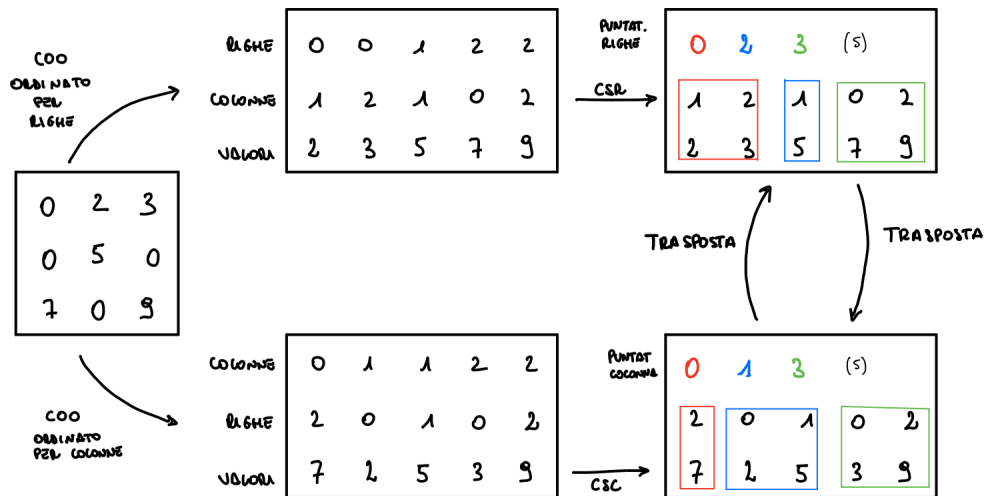 COO
ORDINATO
PER
RIGHE
RIGHE 0 0 1 2 2
COLONNE 1 2 1 0 2
VALORI 2 3 5 7 9
CSR
PUNTAT.
RIGHE 0 2 3 (5)
1 2 1 0 2
2 3 5 7 9
0 2 3
0 5 0
7 0 9
TRASPOSTA
TRASPOSTA
COO
ORDINATO
PER COLONNE
COLONNE 0 1 1 2 2
RIGHE 2 0 1 0 2
VALORI 7 2 5 3 9
CSC
PUNTAT
COLONNA 0 1 3 (5)
2 0 1 0 2
7 2 5 3 9